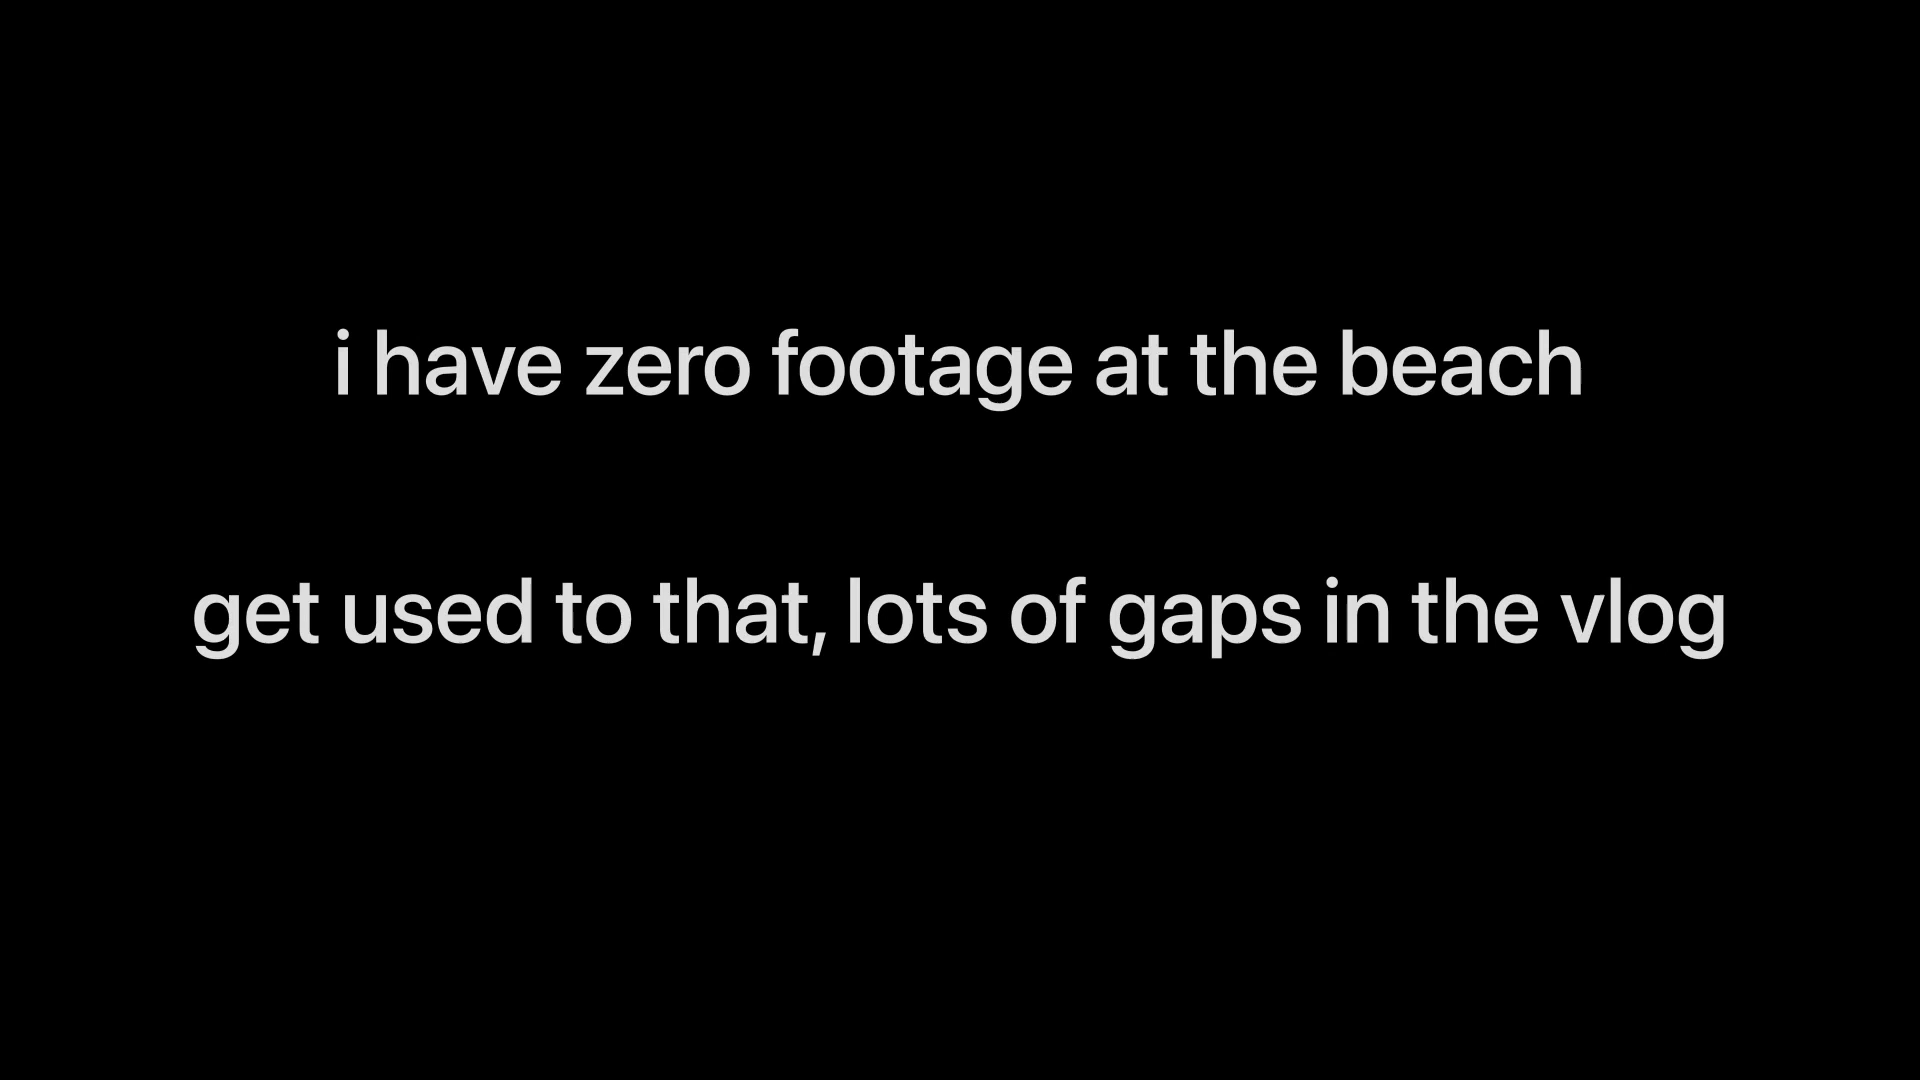 i have zero footage at the beach
get used to that, lots of gaps in the vlog